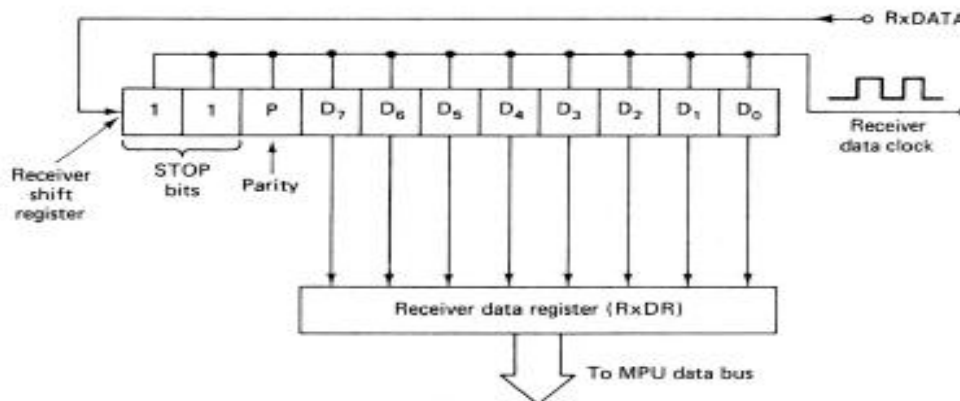 RxDATA
1 1 P D7 D6 D5 D4 D3 D2 D1 D0
Receiver
data clock
Receiver
shift
register
STOP
bits
Parity
Receiver data register (RxDR)
To MPU data bus